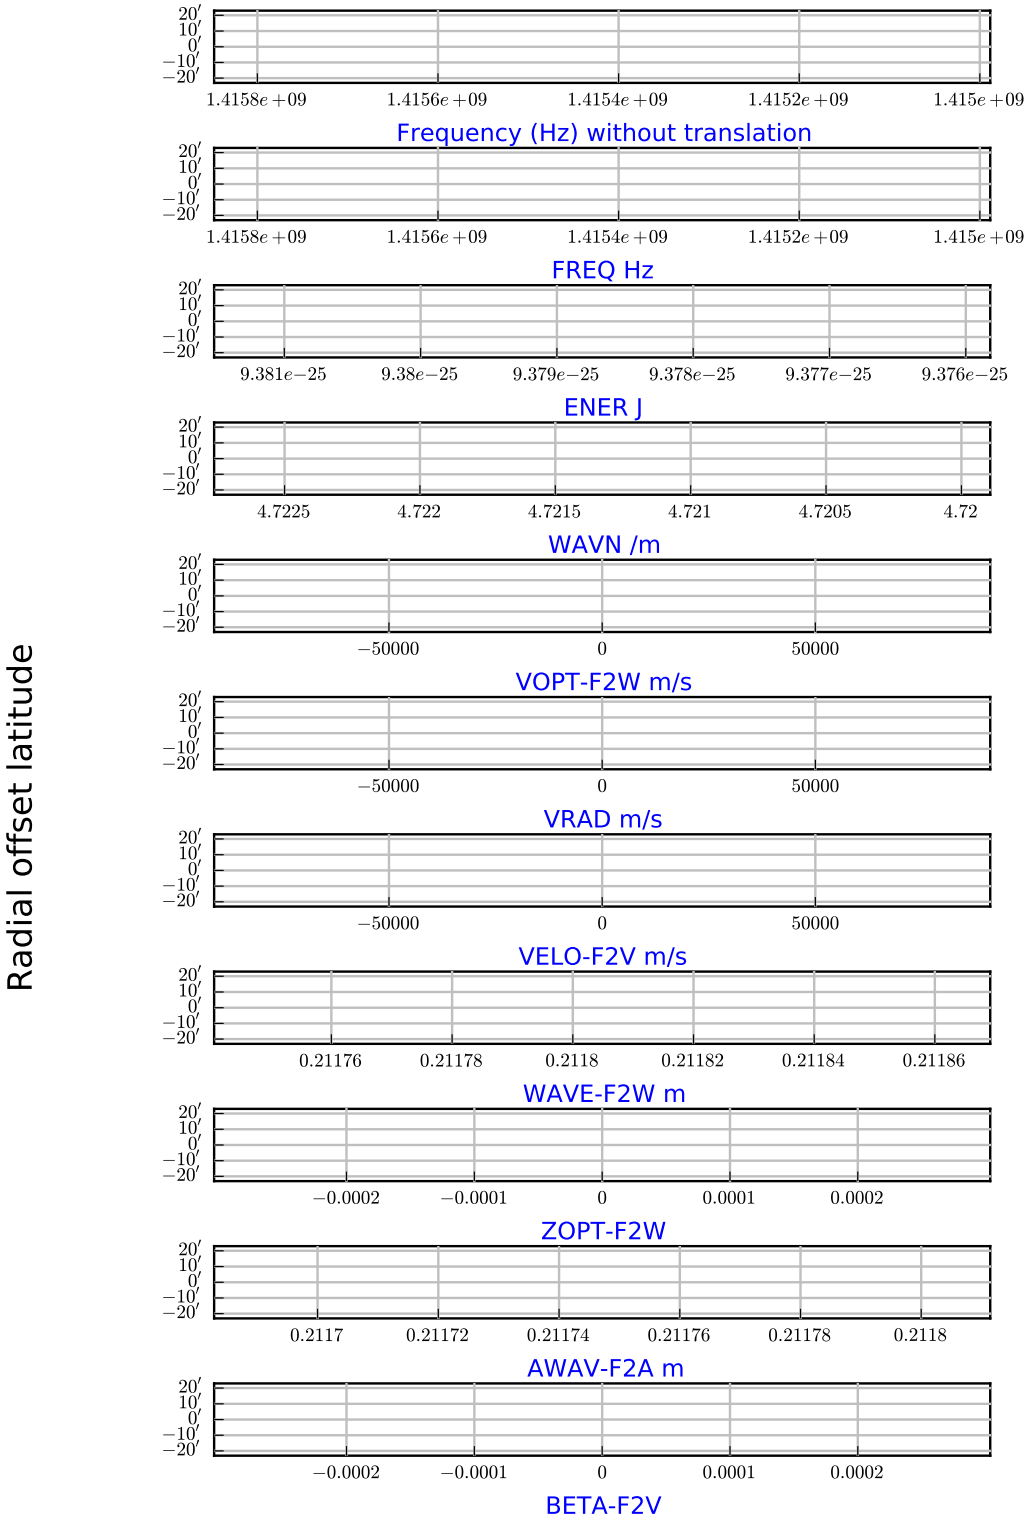 20′
10′
0′
−10′
−20′
1.4158e+09 1.4156e+09 1.4154e+09 1.4152e+09 1.415e+09
Frequency (Hz) without translation
20′
10′
0′
−10′
−20′
1.4158e+09 1.4156e+09 1.4154e+09 1.4152e+09 1.415e+09
FREQ Hz
20′
10′
0′
−10′
−20′
9.381e−25 9.38e−25 9.379e−25 9.378e−25 9.377e−25 9.376e−25
ENER J
20′
10′
0′
−10′
−20′
4.7225 4.722 4.7215 4.721 4.7205 4.72
WAVN /m
20′
10′
0′
−10′
−20′
−50000 0 50000
VOPT-F2W m/s
20′
10′
0′
−10′
−20′
−50000 0 50000
VRAD m/s
20′
10′
0′
−10′
−20′
−50000 0 50000
VELO-F2V m/s
20′
10′
0′
−10′
−20′
0.21176 0.21178 0.2118 0.21182 0.21184 0.21186
WAVE-F2W m
20′
10′
0′
−10′
−20′
−0.0002 −0.0001 0 0.0001 0.0002
ZOPT-F2W
20′
10′
0′
−10′
−20′
0.2117 0.21172 0.21174 0.21176 0.21178 0.2118
AWAV-F2A m
20′
10′
0′
−10′
−20′
−0.0002 −0.0001 0 0.0001 0.0002
BETA-F2V
Radial offset latitude